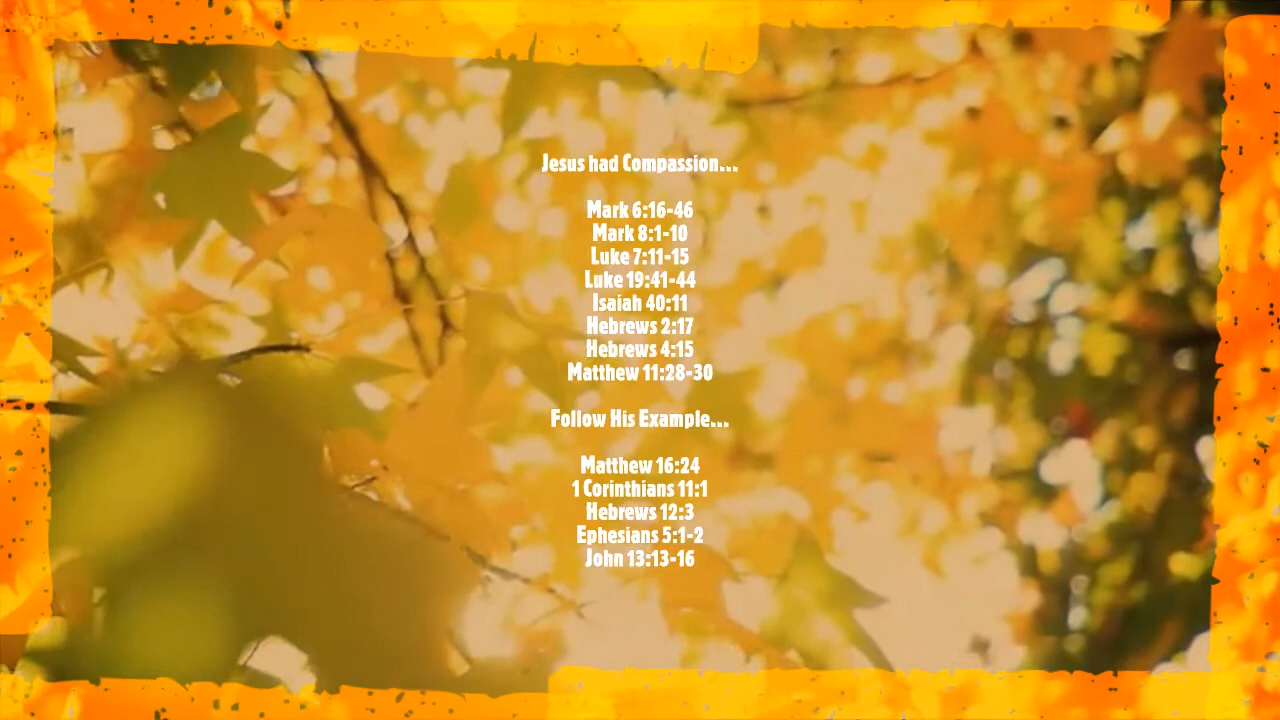 Jesus had Compassion...
Mark 6:16-46
Mark 8:1-10
Luke 7:11-15
Luke 19:41-44
Isaiah 40:11
Hebrews 2:17
Hebrews 4:15
Matthew 11:28-30
Follow His Example...
Matthew 16:24
1 Corinthians 11:1
Hebrews 12:3
Ephesians 5:1-2
John 13:13-16